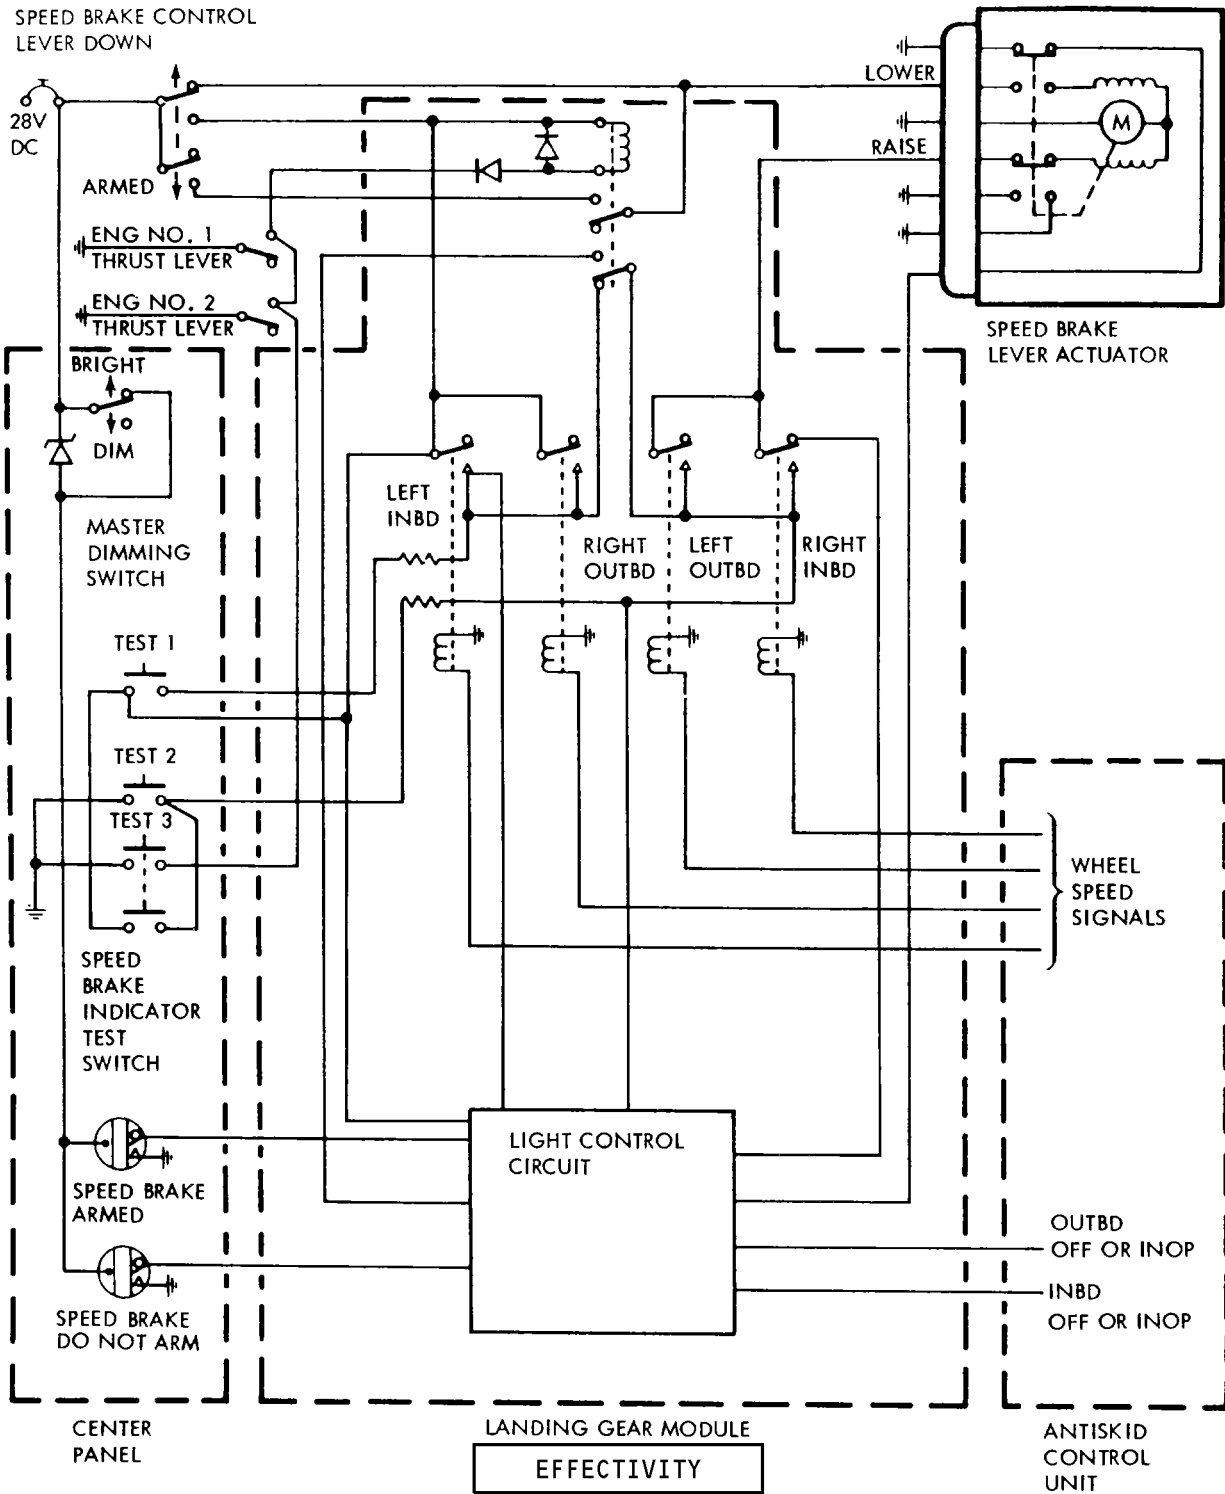 SPEED BRAKE CONTROL
LEVER DOWN
28V
DC
ARMED
ENG NO. 1
THRUST LEVER
ENG NO. 2
THRUST LEVER
LOWER
RAISE
M
SPEED BRAKE
LEVER ACTUATOR
BRIGHT
DIM
MASTER
DIMMING
SWITCH
LEFT
INBD
RIGHT
OUTBD
LEFT
OUTBD
RIGHT
INBD
TEST 1
TEST 2
TEST 3
SPEED
BRAKE
INDICATOR
TEST
SWITCH
WHEEL
SPEED
SIGNALS
LIGHT CONTROL
CIRCUIT
SPEED BRAKE
ARMED
SPEED BRAKE
DO NOT ARM
OUTBD
OFF OR INOP
INBD
OFF OR INOP
CENTER
PANEL
LANDING GEAR MODULE
EFFECTIVITY
ANTISKID
CONTROL
UNIT